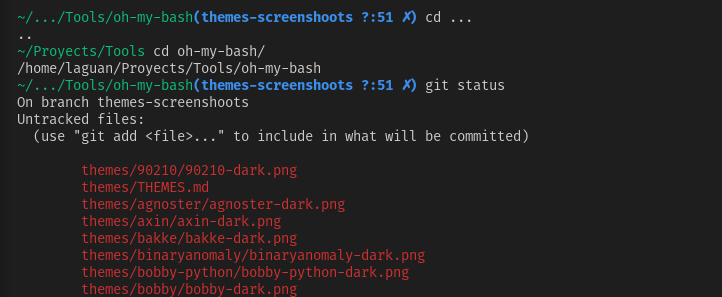 ~/.../Tools/oh-my-bash(themes-screenshoots ?:51 ✗) cd ...
..
~/Proyects/Tools cd oh-my-bash/
/home/laguan/Proyects/Tools/oh-my-bash
~/.../Tools/oh-my-bash(themes-screenshoots ?:51 ✗) git status
On branch themes-screenshoots
Untracked files:
  (use "git add <file>..." to include in what will be committed)

        themes/90210/90210-dark.png
        themes/THEMES.md
        themes/agnoster/agnoster-dark.png
        themes/axin/axin-dark.png
        themes/bakke/bakke-dark.png
        themes/binaryanomaly/binaryanomaly-dark.png
        themes/bobby-python/bobby-python-dark.png
        themes/bobby/bobby-dark.png